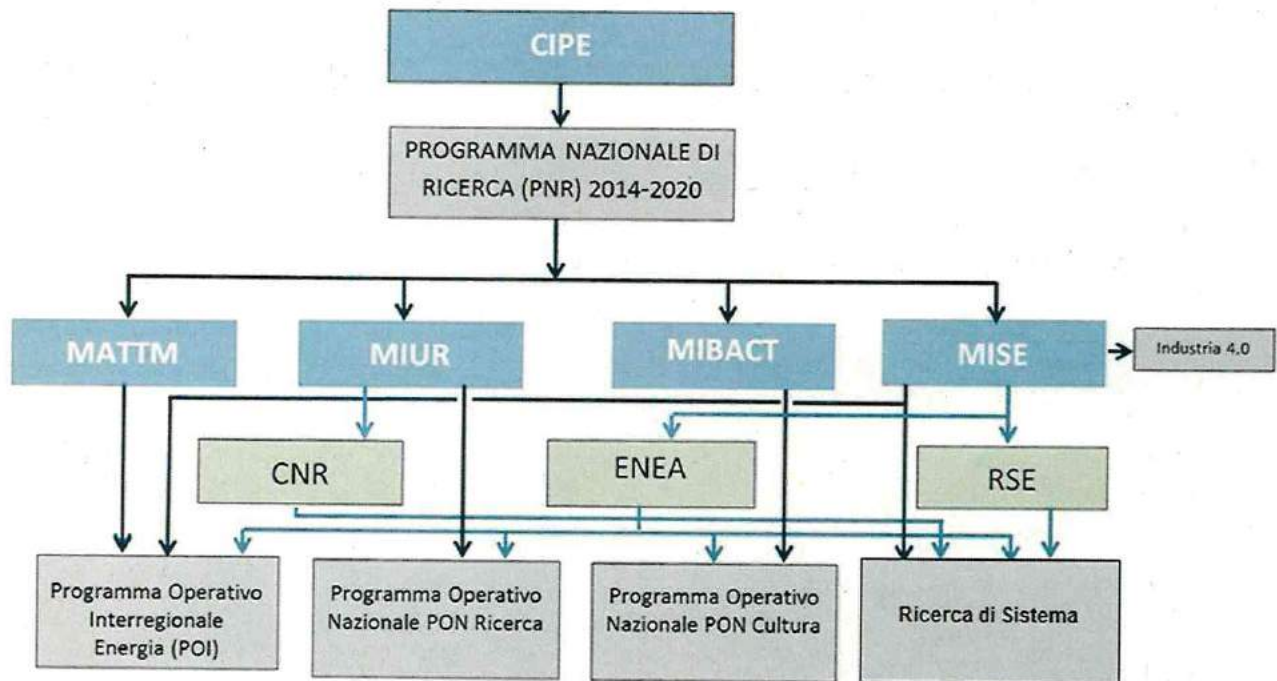 CIPE
PROGRAMMA NAZIONALE DI
RICERCA (PNR) 2014-2020
MATTM
MIUR
MIBACT
MISE
Industria 4.0
CNR
ENEA
RSE
Programma Operativo
Interregionale
Energia (POI)
Programma Operativo
Nazionale PON Ricerca
Programma Operativo
Nazionale PON Cultura
Ricerca di Sistema